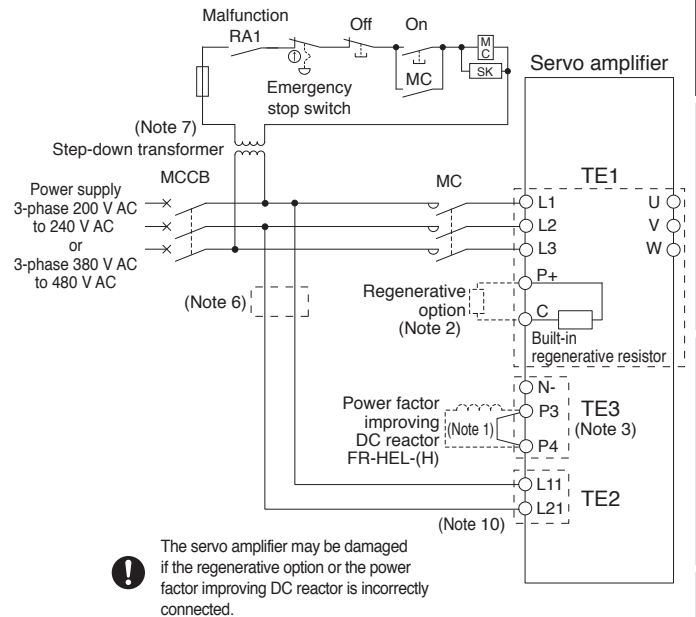 Malfunction
RA1
Off
On
MC
SK
MC
Emergency
stop switch
Servo amplifier
(Note 7)
Step-down transformer
MCCB
MC
TE1
Power supply
3-phase 200 V AC
to 240 V AC
or
3-phase 380 V AC
to 480 V AC
L1
L2
L3
U
V
W
P+
C
(Note 6)
Regenerative
option
(Note 2)
Built-in
regenerative resistor
N-
P3
P4
TE3
(Note 3)
Power factor
improving
DC reactor
FR-HEL-(H)
(Note 1)
L11
L21
TE2
(Note 10)
The servo amplifier may be damaged
if the regenerative option or the power
factor improving DC reactor is incorrectly
connected.